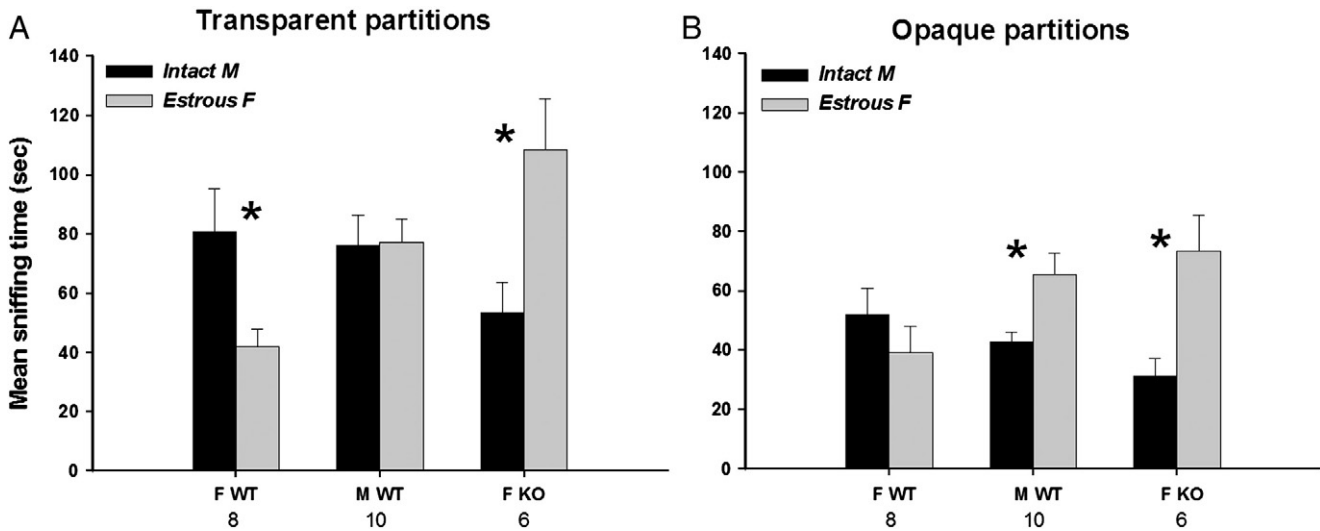 A
Transparent partitions
Intact M
Estrous F
Mean sniffing time (sec)
140
120
100
80
60
40
20
0
*
*
F WT
M WT
F KO
8
10
6
B
Opaque partitions
Intact M
Estrous F
140
120
100
80
60
40
20
0
*
*
F WT
M WT
F KO
8
10
6